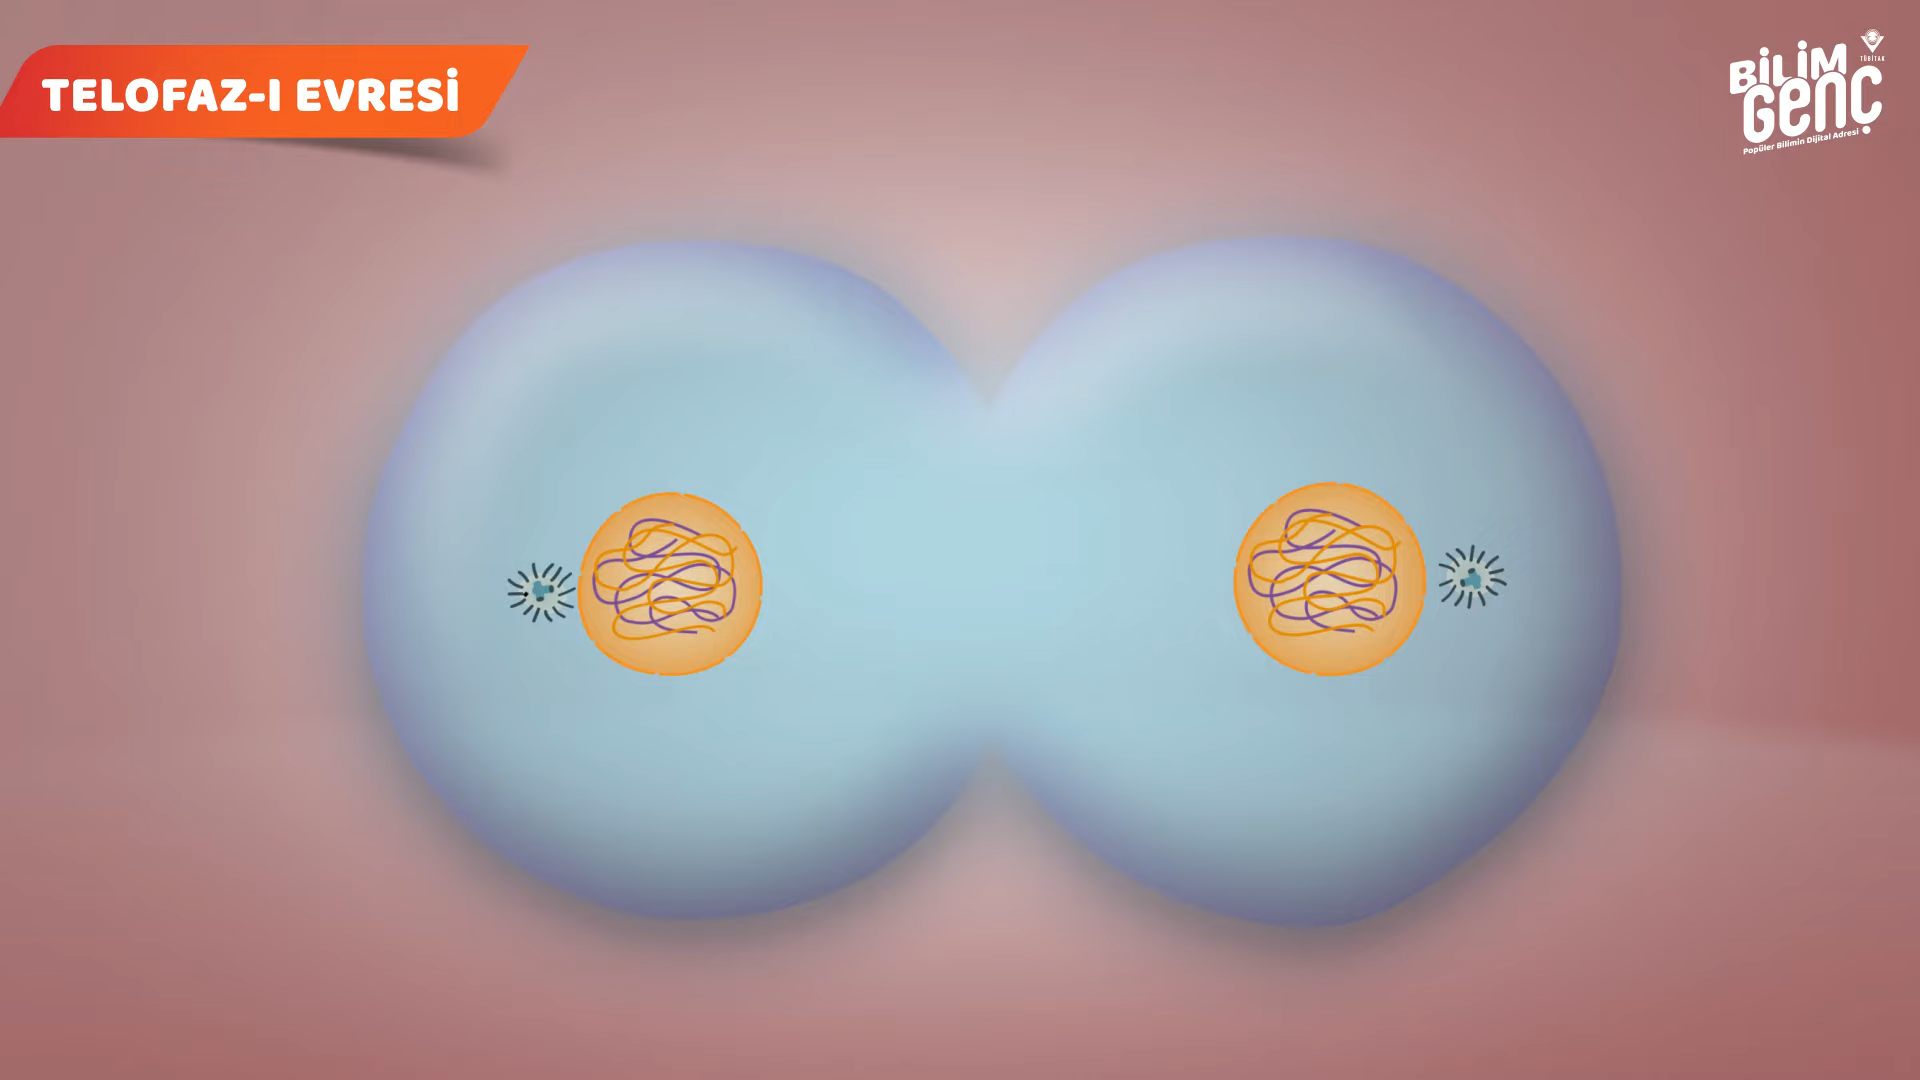 TELOFAZ-I EVRESİ
BİLİM
GENÇ
TÜBİTAK
Popüler Bilimin Dijital Adresi